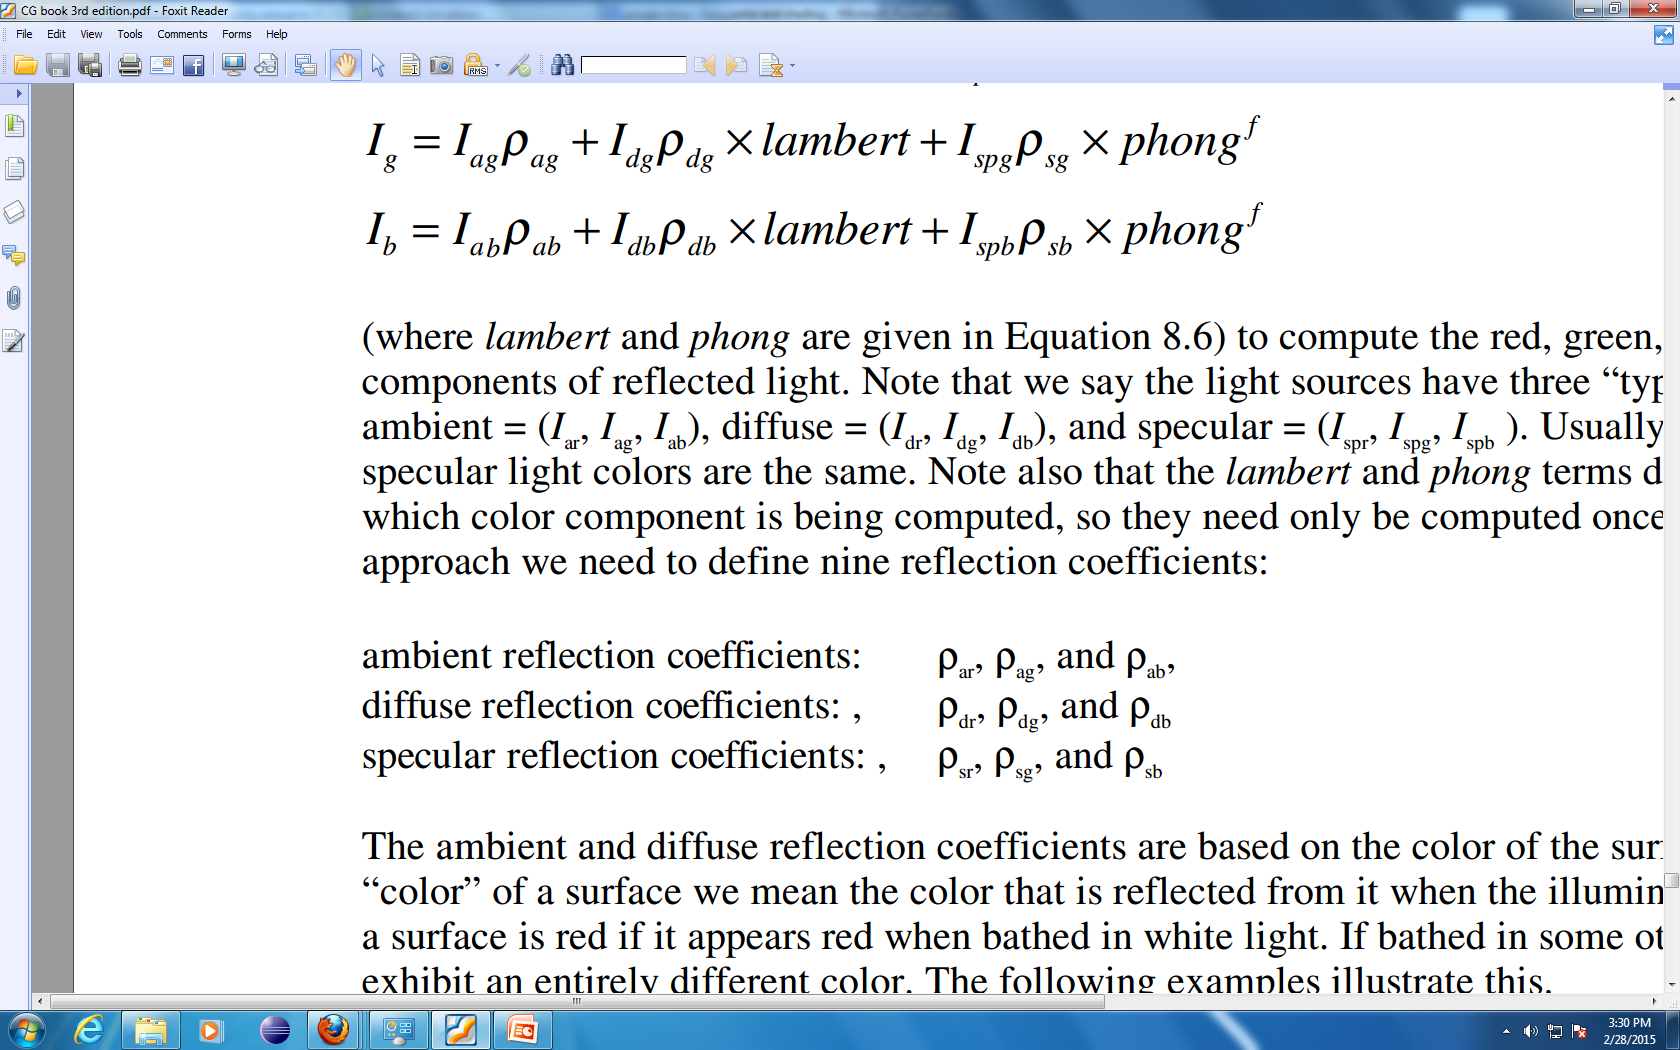 CG book 3rd edition.pdf - Foxit Reader
File Edit View Tools Comments Forms Help
RMS
I_g = I_ag ρ_ag + I_dg ρ_dg × lambert + I_spg ρ_sg × phong^f
I_b = I_ab ρ_ab + I_db ρ_db × lambert + I_spb ρ_sb × phong^f
(where lambert and phong are given in Equation 8.6) to compute the red, green,
components of reflected light. Note that we say the light sources have three “typ
ambient = (I_ar, I_ag, I_ab), diffuse = (I_dr, I_dg, I_db), and specular = (I_spr, I_spg, I_spb ). Usually
specular light colors are the same. Note also that the lambert and phong terms d
which color component is being computed, so they need only be computed once
approach we need to define nine reflection coefficients:
ambient reflection coefficients: ρ_ar, ρ_ag, and ρ_ab,
diffuse reflection coefficients: , ρ_dr, ρ_dg, and ρ_db
specular reflection coefficients: , ρ_sr, ρ_sg, and ρ_sb
The ambient and diffuse reflection coefficients are based on the color of the sur
“color” of a surface we mean the color that is reflected from it when the illumin
a surface is red if it appears red when bathed in white light. If bathed in some ot
exhibit an entirely different color. The following examples illustrate this.
3:30 PM
2/28/2015